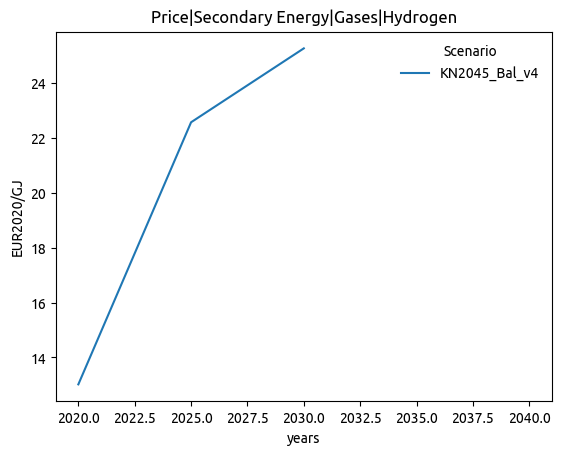 Price|Secondary Energy|Gases|Hydrogen
Scenario
KN2045_Bal_v4
EUR2020/GJ
24
22
20
18
16
14
2020.0 2022.5 2025.0 2027.5 2030.0 2032.5 2035.0 2037.5 2040.0
years